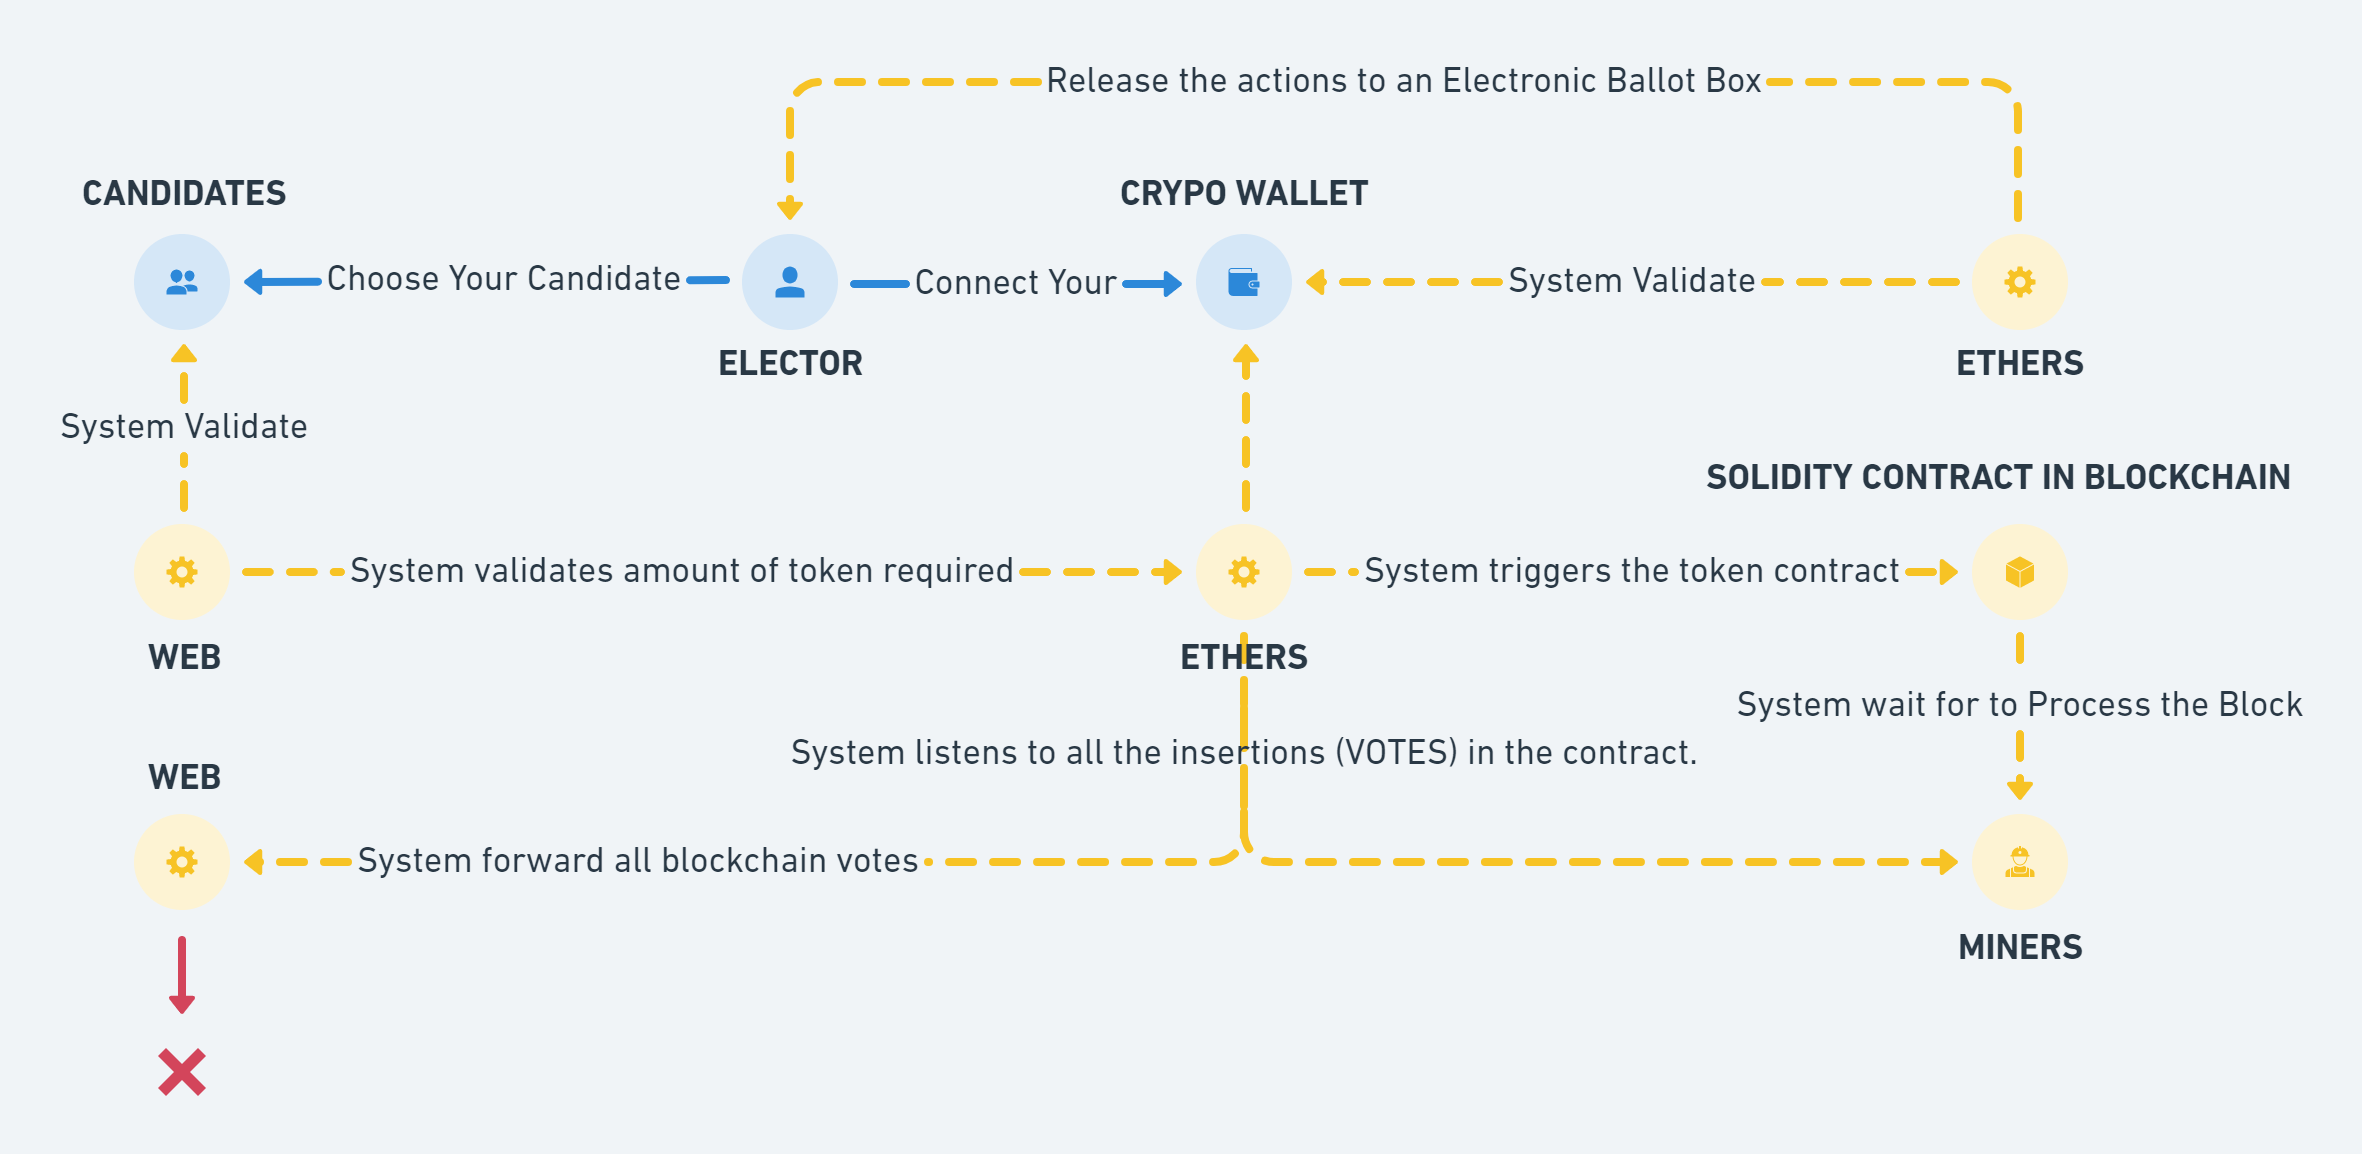 Release the actions to an Electronic Ballot Box
CANDIDATES
CRYPO WALLET
Choose Your Candidate
Connect Your
System Validate
ELECTOR
ETHERS
System Validate
SOLIDITY CONTRACT IN BLOCKCHAIN
System validates amount of token required
System triggers the token contract
WEB
ETHERS
System wait for to Process the Block
System listens to all the insertions (VOTES) in the contract.
WEB
System forward all blockchain votes
MINERS